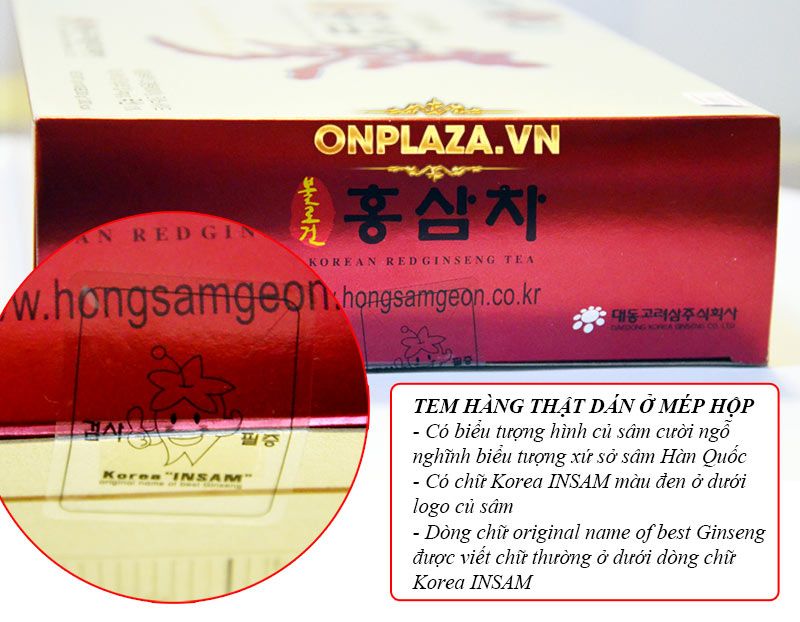 ONPLAZA.VN
불로건 홍삼차
KOREAN REDGINSENG TEA
AN REDGIN
w.hongsamgeon
hongsamgeon.co.kr
대동고려삼주식회사
DAEDONG KOREA GINSENG CO., LTD
검사 필증
필증
Korea "INSAM"
original name of best Ginseng
TEM HÀNG THẬT DÁN Ở MÉP HỘP
- Có biểu tượng hình củ sâm cười ngỗ
nghĩnh biểu tượng xứ sở sâm Hàn Quốc
- Có chữ Korea INSAM màu đen ở dưới
logo củ sâm
- Dòng chữ original name of best Ginseng
được viết chữ thường ở dưới dòng chữ
Korea INSAM